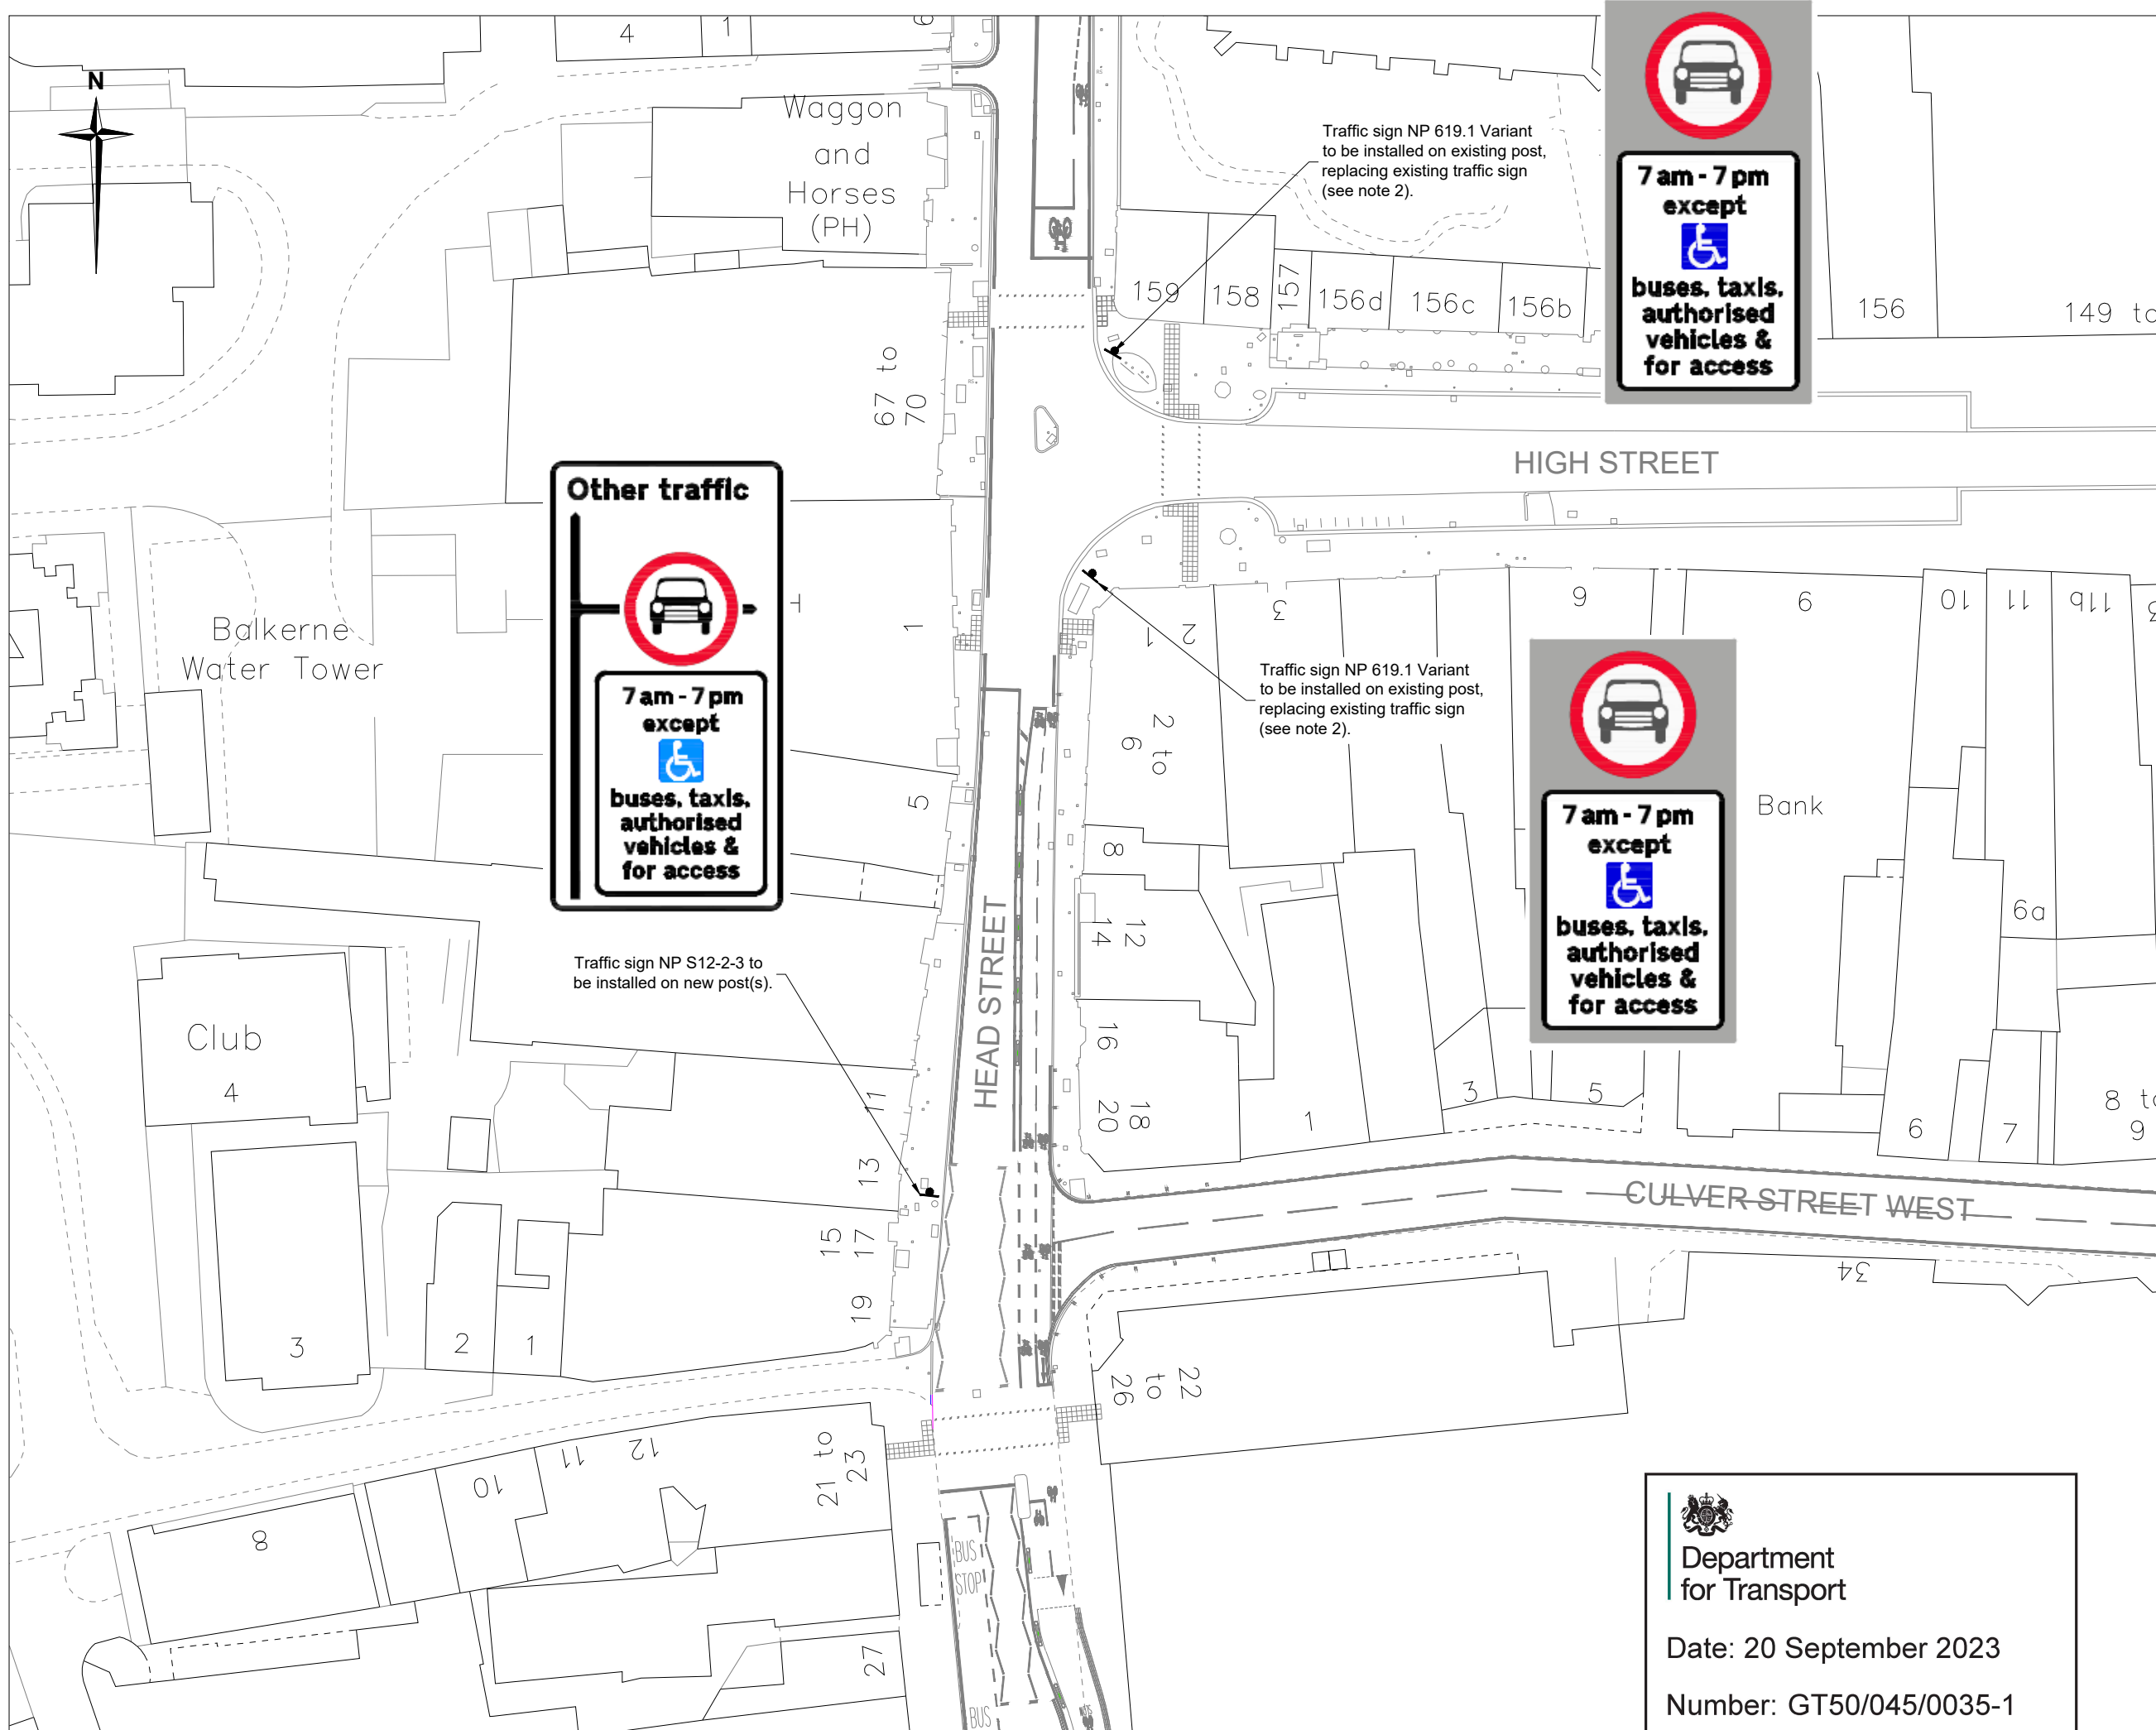 4
1
N
Waggon
and
Horses
(PH)
Traffic sign NP 619.1 Variant
to be installed on existing post,
replacing existing traffic sign
(see note 2).
7 am - 7 pm
except
buses, taxis,
authorised
vehicles &
for access
159
158
157
156d
156c
156b
156
149 to
67 to
70
HIGH STREET
Other traffic
7 am - 7 pm
except
buses, taxis,
authorised
vehicles &
for access
Balkerne
Water Tower
1
1
2
3
6
9
10
11
11b
Traffic sign NP 619.1 Variant
to be installed on existing post,
replacing existing traffic sign
(see note 2).
7 am - 7 pm
except
buses, taxis,
authorised
vehicles &
for access
2 to
6
5
8
Bank
6a
12
14
HEAD STREET
Traffic sign NP S12-2-3 to
be installed on new post(s).
Club
4
11
16
18
20
1
3
5
6
7
8 to
9
13
15
17
19
CULVER STREET WEST
34
3
2
1
22
to
26
21 to
23
12
11
10
8
BUS
STOP
27
BUS
Department
for Transport
Date: 20 September 2023
Number: GT50/045/0035-1